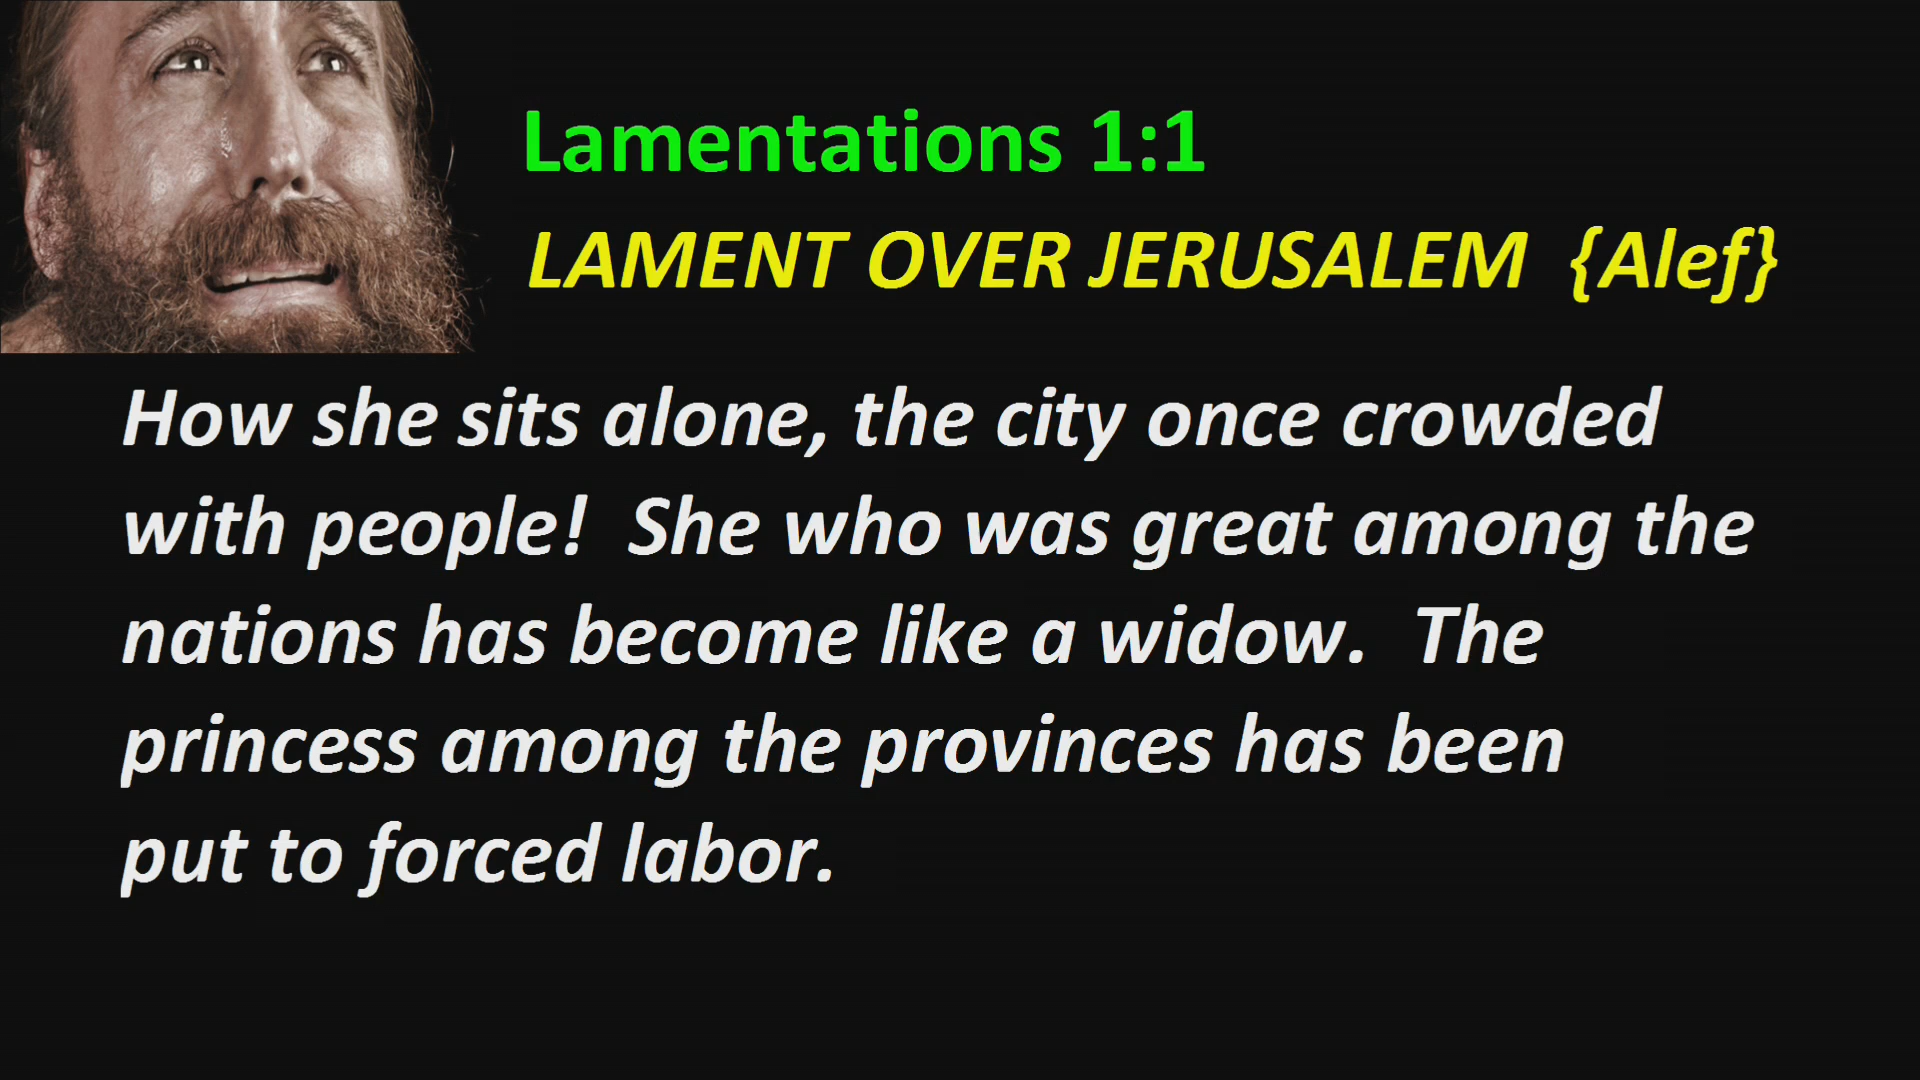 Lamentations 1:1
LAMENT OVER JERUSALEM {Alef}
How she sits alone, the city once crowded
with people! She who was great among the
nations has become like a widow. The
princess among the provinces has been
put to forced labor.